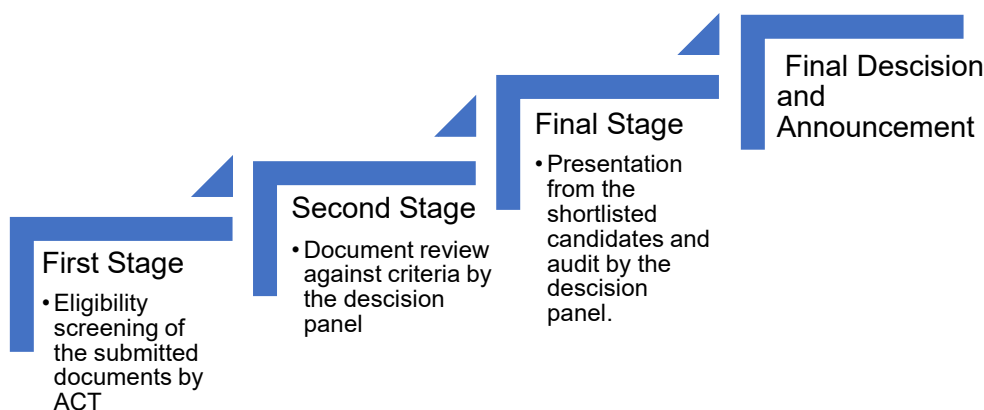 First Stage
• Eligibility
screening of
the submitted
documents by
ACT
Second Stage
• Document review
against criteria by
the descision
panel
Final Stage
• Presentation
from the
shortlisted
candidates and
audit by the
descision
panel.
Final Descision
and
Announcement